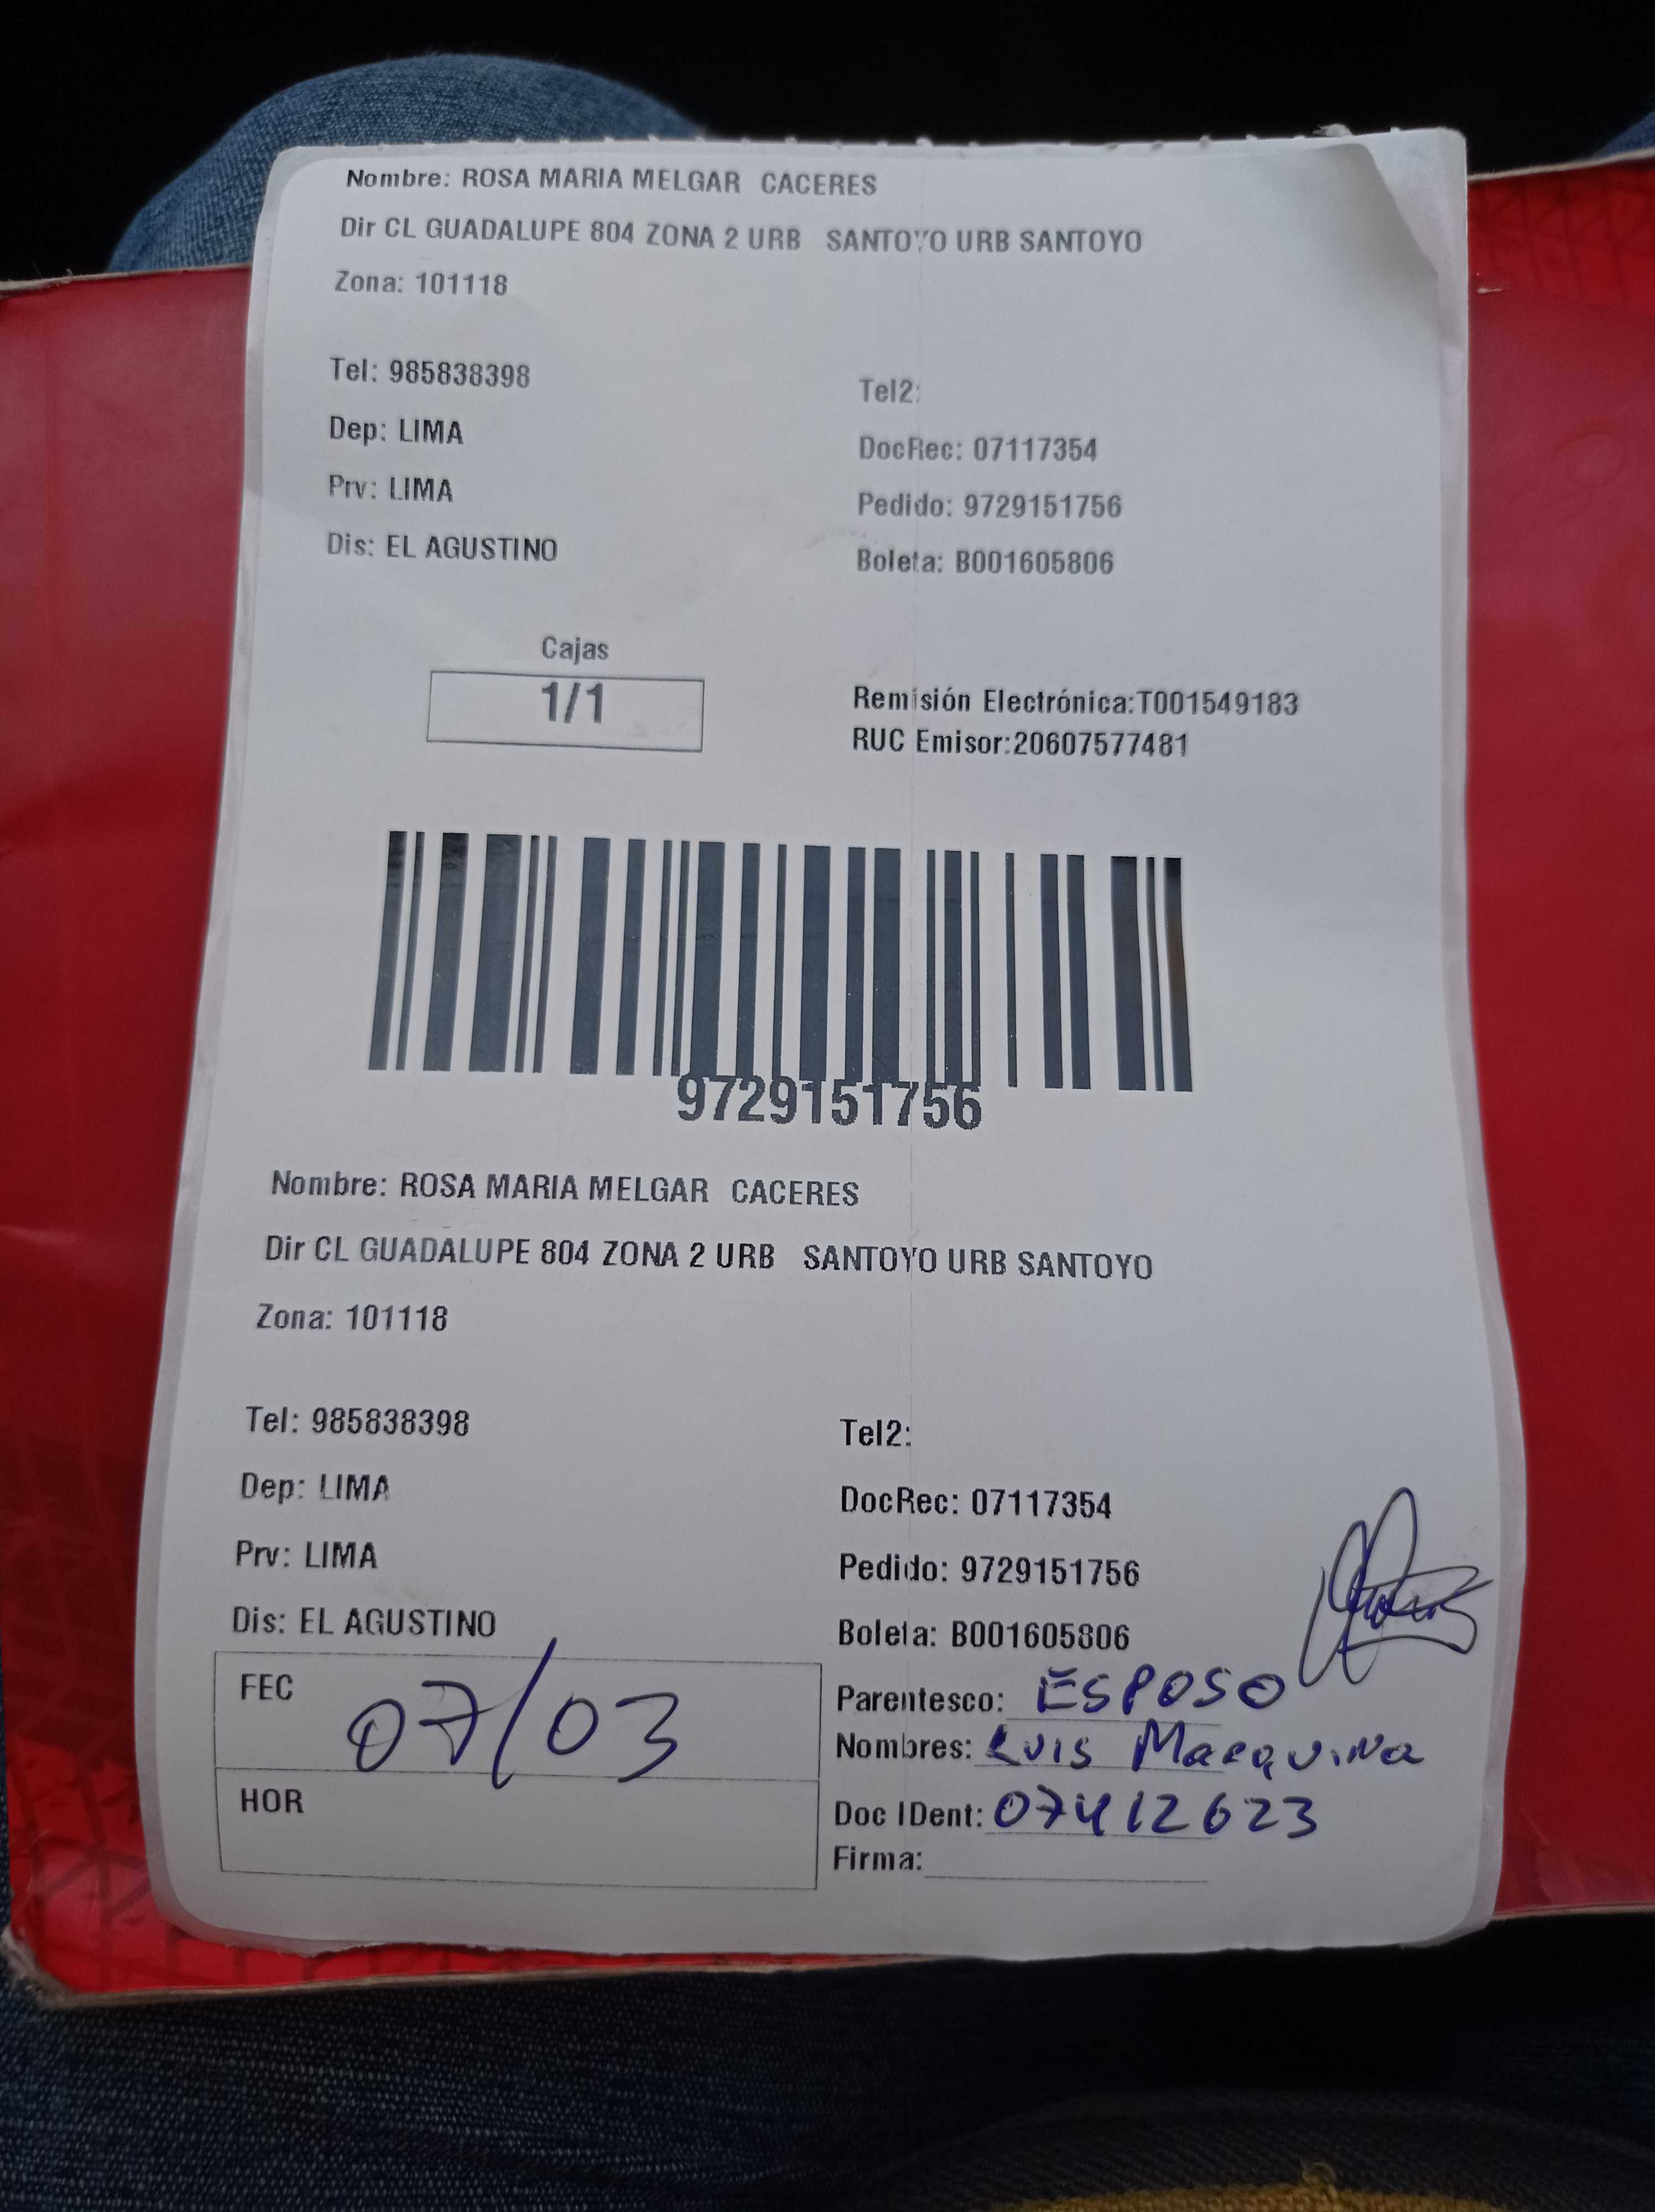 Nombre: ROSA MARIA MELGAR CACERES
Dir CL GUADALUPE 804 ZONA 2 URB SANTOYO URB SANTOYO
Zona: 101118
Tel: 985838398
Tel2:
Dep: LIMA
DocRec: 07117354
Prv: LIMA
Pedido: 9729151756
Dis: EL AGUSTINO
Boleta: B001605806
Cajas
1/1
Remisión Electrónica:T001549183
RUC Emisor:20607577481
9729151756
Nombre: ROSA MARIA MELGAR CACERES
Dir CL GUADALUPE 804 ZONA 2 URB SANTOYO URB SANTOYO
Zona: 101118
Tel: 985838398
Tel2:
Dep: LIMA
DocRec: 07117354
Prv: LIMA
Pedido: 9729151756
Dis: EL AGUSTINO
Boleta: B001605806
FEC 07/03
Parentesco: ESPOSO
Nombres: Luis Marquina
HOR
Doc IDent: 07412623
Firma: